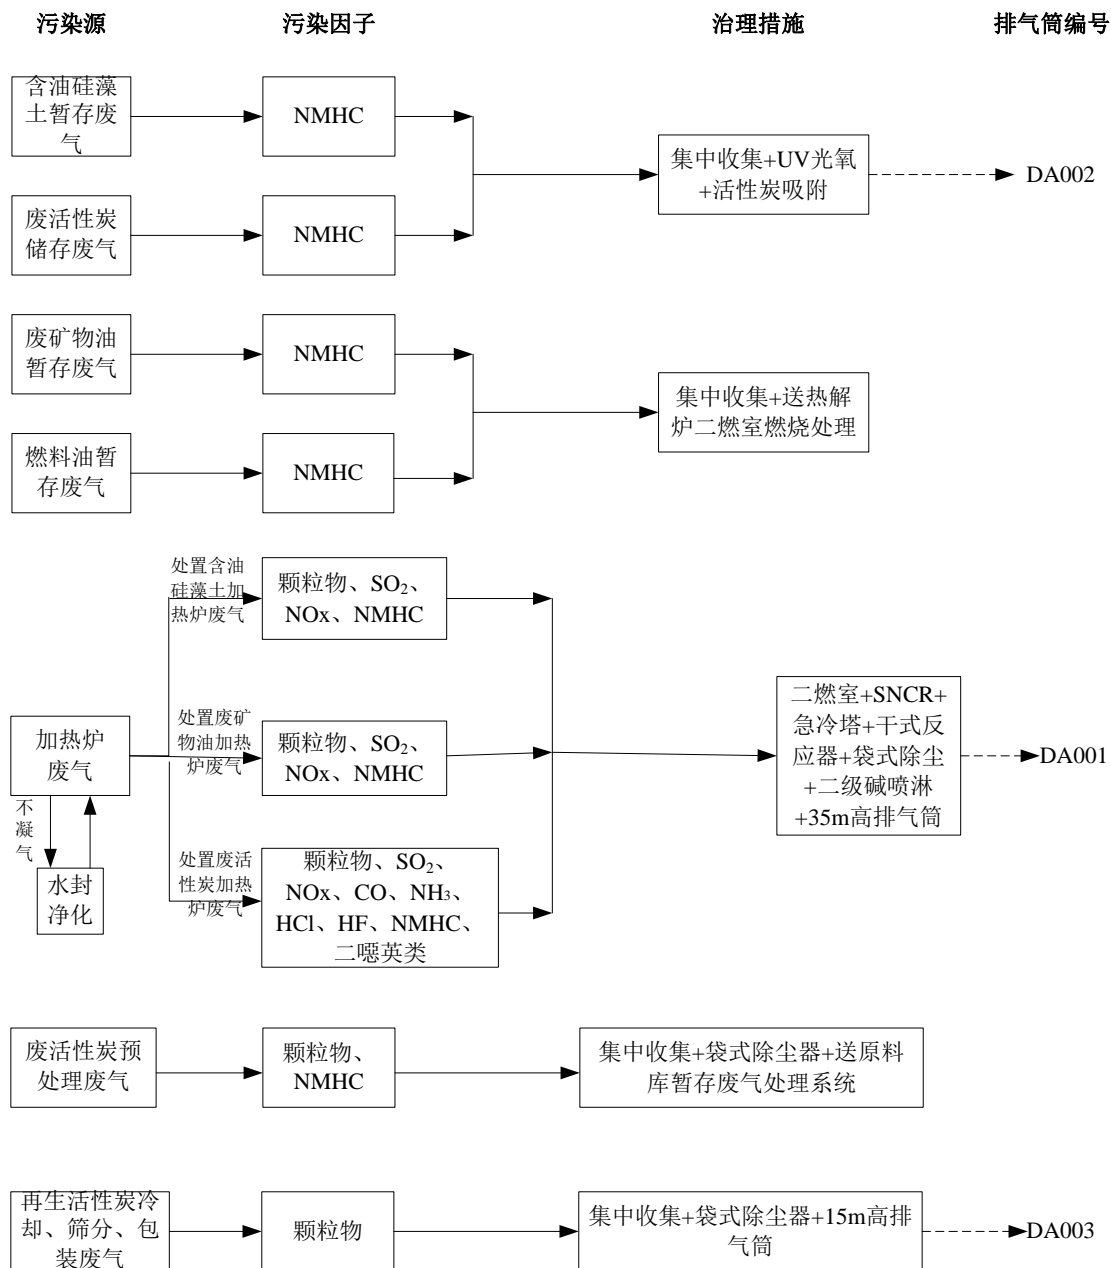 污染源
污染因子
治理措施
排气筒编号
含油硅藻
土暂存废
气
NMHC
废活性炭
储存废气
NMHC
集中收集+UV光氧
+活性炭吸附
DA002
废矿物油
暂存废气
NMHC
燃料油暂
存废气
NMHC
集中收集+送热解
炉二燃室燃烧处理
加热炉
废气
不
凝
气
水封
净化
处置含油
硅藻土加
热炉废气
颗粒物、SO₂、
NOx、NMHC
处置废矿
物油加热
炉废气
颗粒物、SO₂、
NOx、NMHC
处置废活
性炭加热
炉废气
颗粒物、SO₂、
NOx、CO、NH₃、
HCl、HF、NMHC、
二噁英类
二燃室+SNCR+
急冷塔+干式反
应器+袋式除尘
+二级碱喷淋
+35m高排气筒
DA001
废活性炭预
处理废气
颗粒物、
NMHC
集中收集+袋式除尘器+送原料
库暂存废气处理系统
再生活性炭冷
却、筛分、包
装废气
颗粒物
集中收集+袋式除尘器+15m高排
气筒
DA003